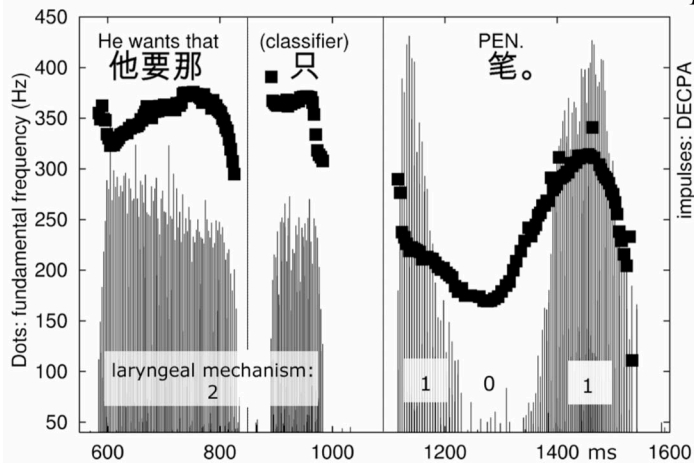 450
400
350
300
250
200
150
100
50
Dots: fundamental frequency (Hz)
He wants that
他要那
(classifier)
只
PEN.
笔。
impulses: DECPA
laryngeal mechanism:
2
1
0
1
600
800
1000
1200
1400
1600
ms